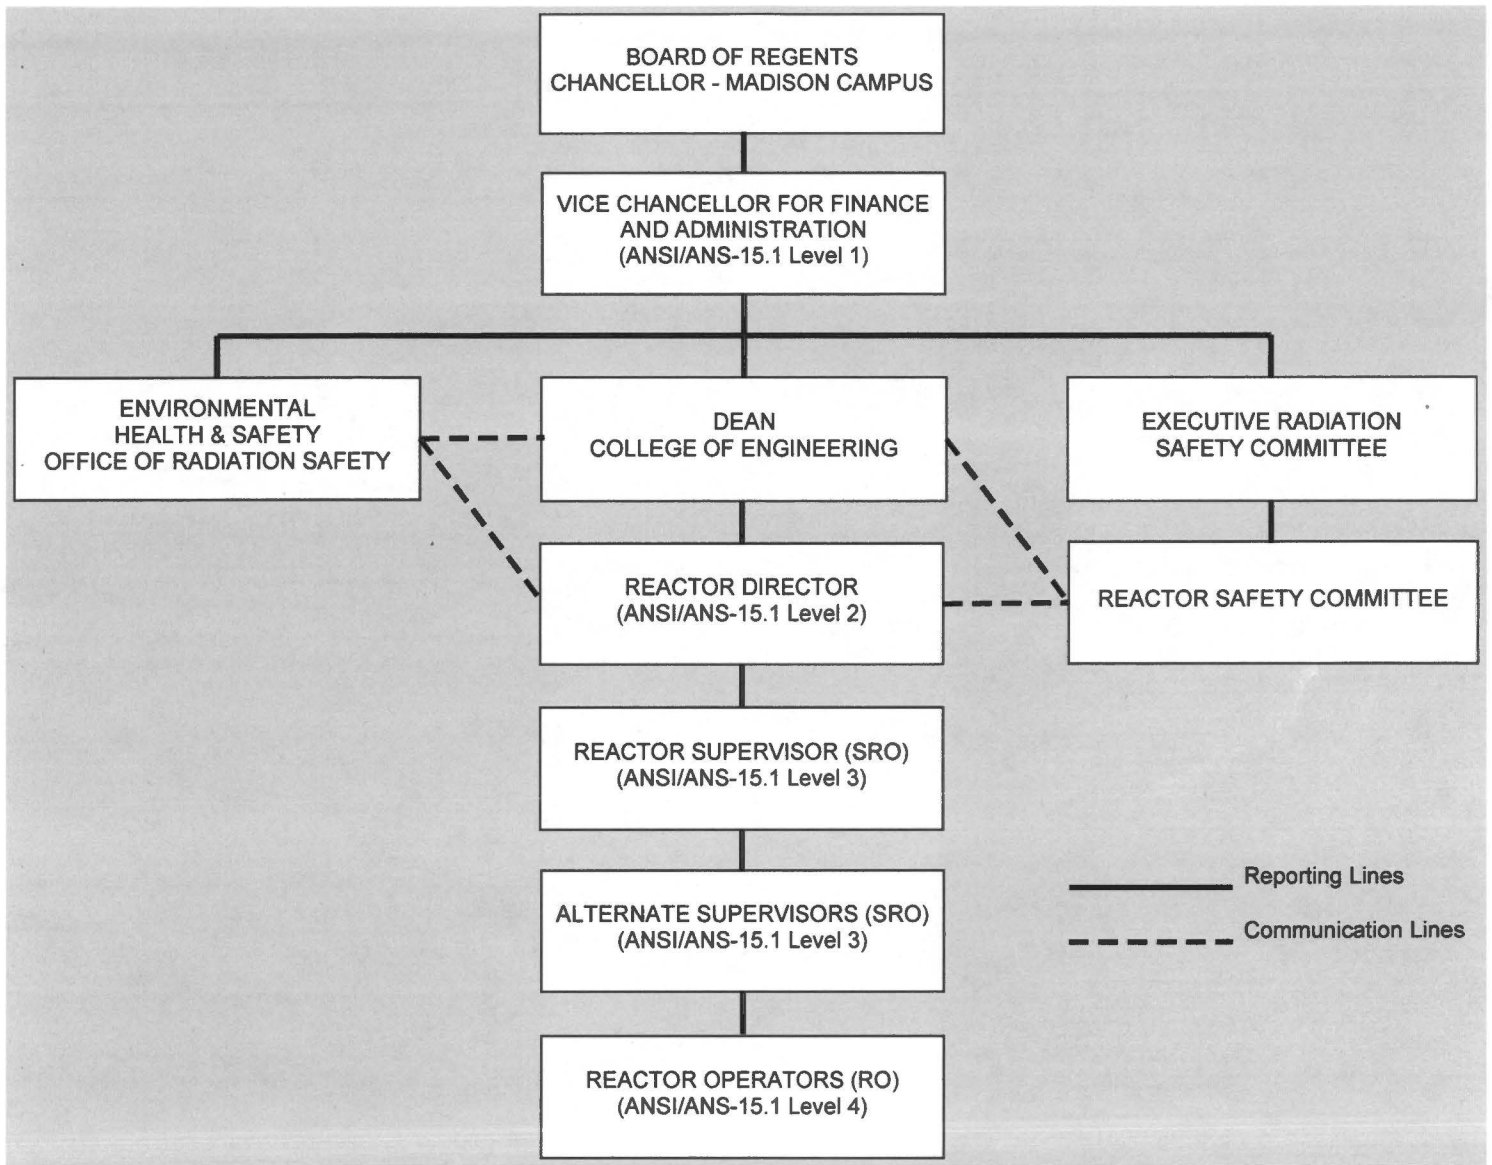 BOARD OF REGENTS
CHANCELLOR - MADISON CAMPUS
VICE CHANCELLOR FOR FINANCE
AND ADMINISTRATION
(ANSI/ANS-15.1 Level 1)
ENVIRONMENTAL
HEALTH & SAFETY
OFFICE OF RADIATION SAFETY
DEAN
COLLEGE OF ENGINEERING
EXECUTIVE RADIATION
SAFETY COMMITTEE
REACTOR DIRECTOR
(ANSI/ANS-15.1 Level 2)
REACTOR SAFETY COMMITTEE
REACTOR SUPERVISOR (SRO)
(ANSI/ANS-15.1 Level 3)
ALTERNATE SUPERVISORS (SRO)
(ANSI/ANS-15.1 Level 3)
Reporting Lines
Communication Lines
REACTOR OPERATORS (RO)
(ANSI/ANS-15.1 Level 4)